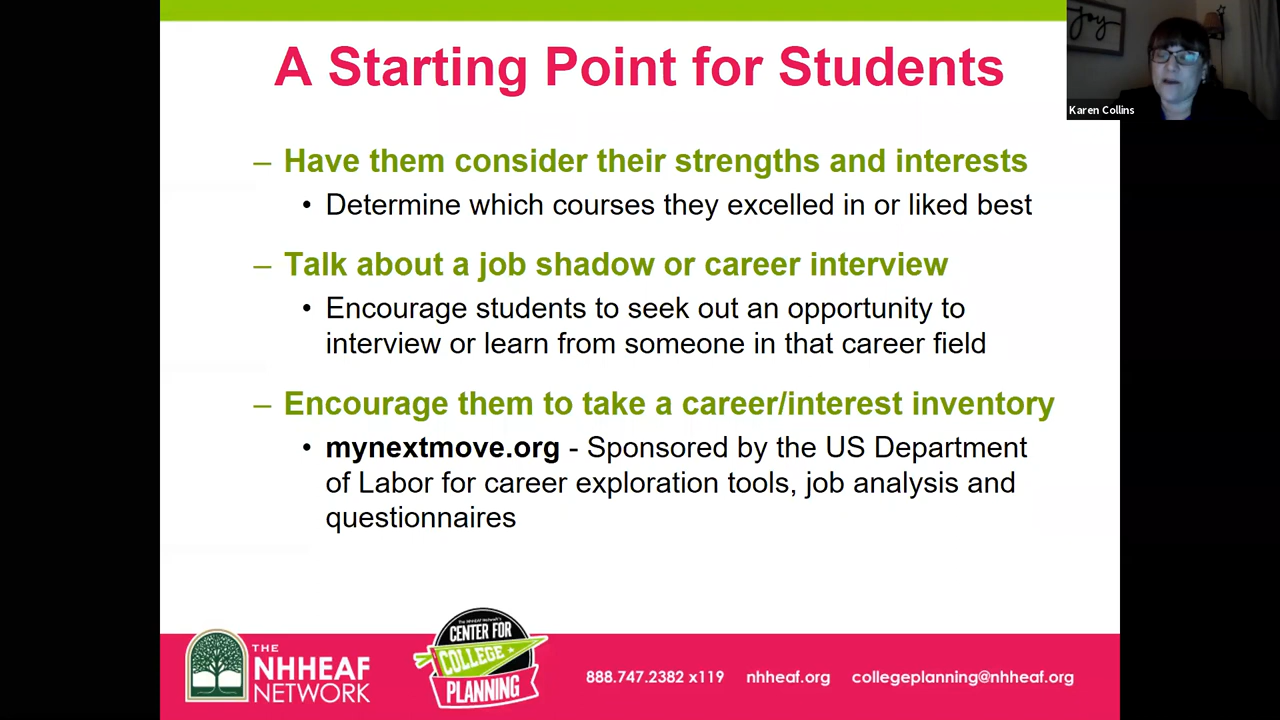 A Starting Point for Students
joy
Karen Collins
– Have them consider their strengths and interests
• Determine which courses they excelled in or liked best
– Talk about a job shadow or career interview
• Encourage students to seek out an opportunity to
interview or learn from someone in that career field
– Encourage them to take a career/interest inventory
• mynextmove.org - Sponsored by the US Department
of Labor for career exploration tools, job analysis and
questionnaires
THE
NHHEAF
NETWORK
The NHHEAF Network's
CENTER FOR
COLLEGE
PLANNING
888.747.2382 x119 nhheaf.org collegeplanning@nhheaf.org